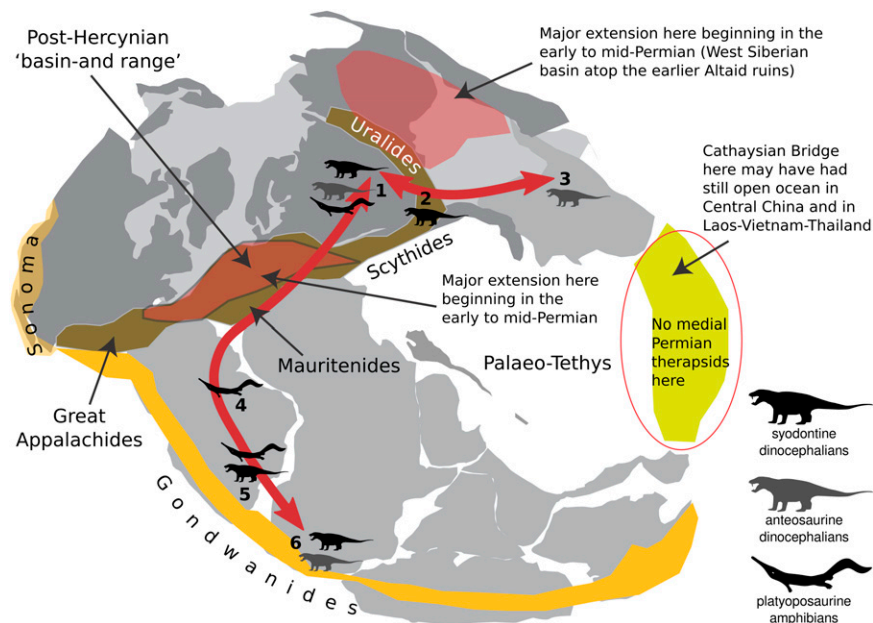 Post-Hercynian
‘basin-and range’
Major extension here beginning in the
early to mid-Permian (West Siberian
basin atop the earlier Altaid ruins)
Uralides
Cathaysian Bridge
here may have had
still open ocean in
Central China and in
Laos-Vietnam-Thailand
1
2
3
Scythides
Sonoma
Major extension here
beginning in the
early to mid-Permian
No medial
Permian
therapsids
here
Mauritenides
Palaeo-Tethys
Great
Appalachides
4
5
6
Gondwanides
syodontine
dinocephalians
anteosaurine
dinocephalians
platyoposaurine
amphibians